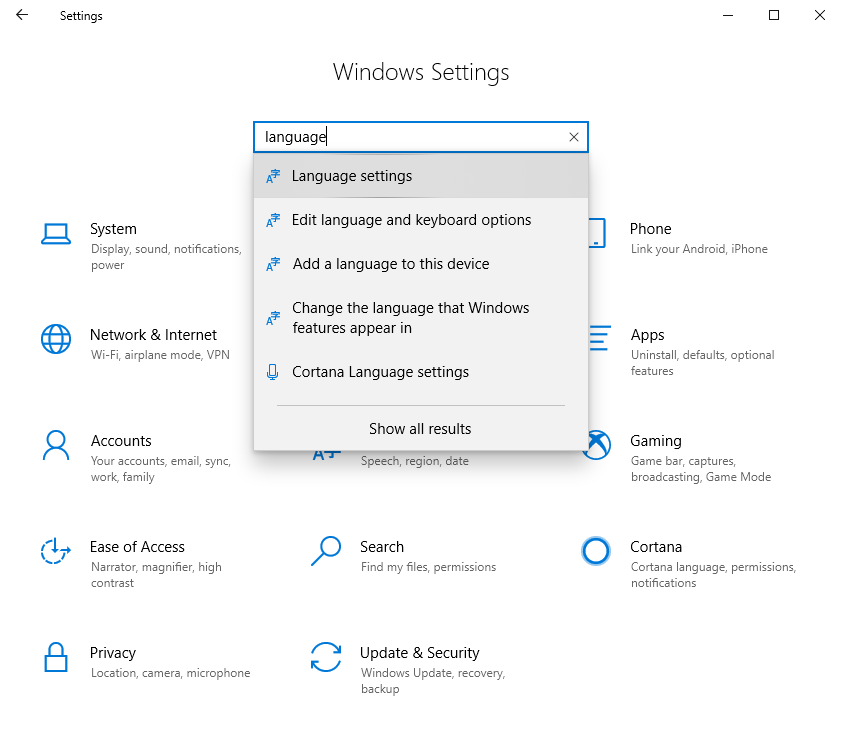 Settings
Windows Settings
language
Language settings
Edit language and keyboard options
Add a language to this device
Change the language that Windows
features appear in
Cortana Language settings
Show all results
System
Display, sound, notifications,
power
Phone
Link your Android, iPhone
Network & Internet
Wi-Fi, airplane mode, VPN
Apps
Uninstall, defaults, optional
features
Accounts
Your accounts, email, sync,
work, family
Speech, region, date
Gaming
Game bar, captures,
broadcasting, Game Mode
Ease of Access
Narrator, magnifier, high
contrast
Search
Find my files, permissions
Cortana
Cortana language, permissions,
notifications
Privacy
Location, camera, microphone
Update & Security
Windows Update, recovery,
backup